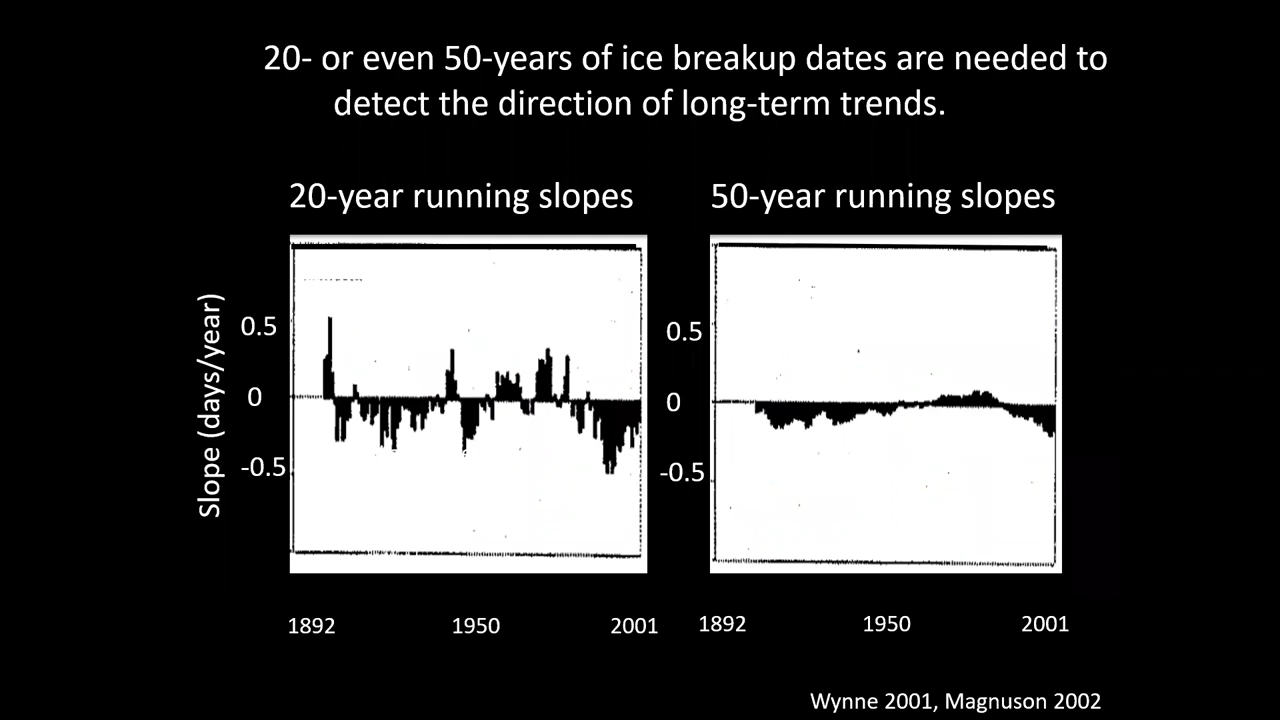 20- or even 50-years of ice breakup dates are needed to
detect the direction of long-term trends.
20-year running slopes
50-year running slopes
Slope (days/year)
0.5
0
-0.5
0.5
0
-0.5
1892
1950
2001
1892
1950
2001
Wynne 2001, Magnuson 2002